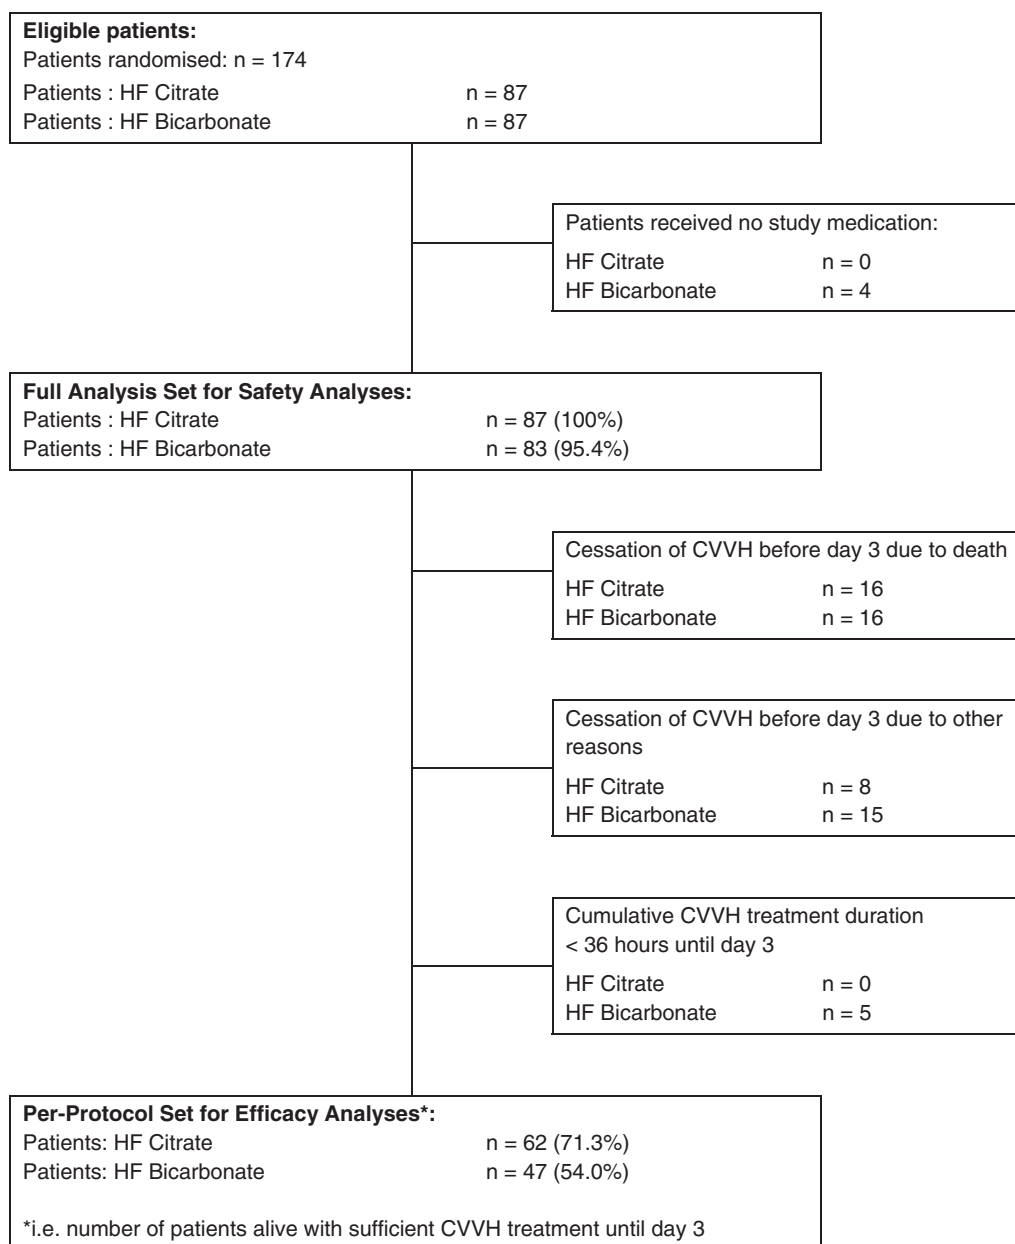 Eligible patients:
Patients randomised: n = 174
Patients : HF Citrate n = 87
Patients : HF Bicarbonate n = 87
Patients received no study medication:
HF Citrate n = 0
HF Bicarbonate n = 4
Full Analysis Set for Safety Analyses:
Patients : HF Citrate n = 87 (100%)
Patients : HF Bicarbonate n = 83 (95.4%)
Cessation of CVVH before day 3 due to death
HF Citrate n = 16
HF Bicarbonate n = 16
Cessation of CVVH before day 3 due to other
reasons
HF Citrate n = 8
HF Bicarbonate n = 15
Cumulative CVVH treatment duration
< 36 hours until day 3
HF Citrate n = 0
HF Bicarbonate n = 5
Per-Protocol Set for Efficacy Analyses*:
Patients: HF Citrate n = 62 (71.3%)
Patients: HF Bicarbonate n = 47 (54.0%)
*i.e. number of patients alive with sufficient CVVH treatment until day 3